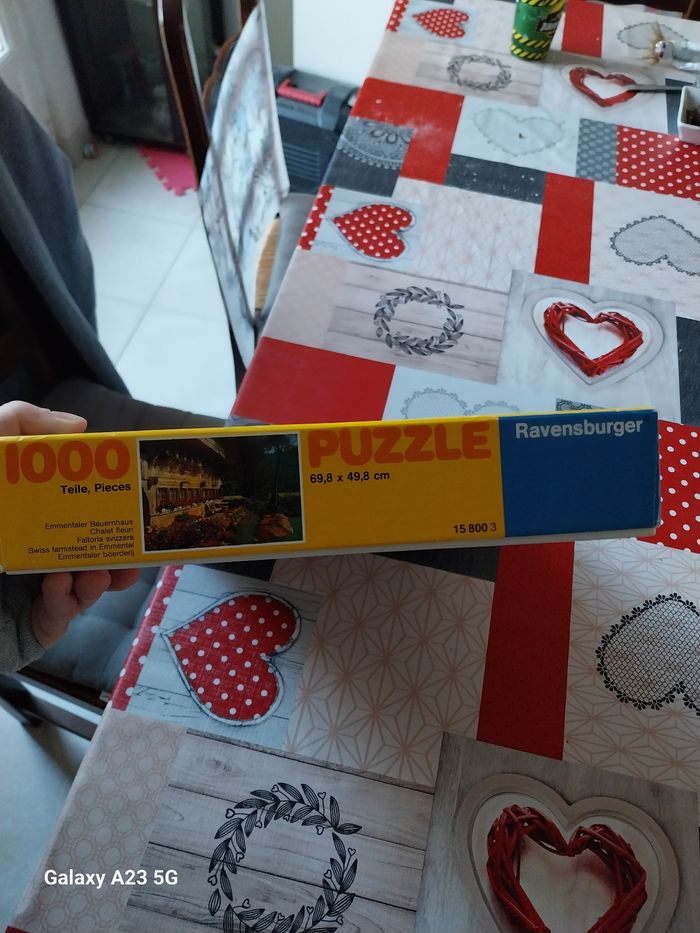 1000
Teile, Pieces
Emmentaler Bauernhaus
Chalet fleuri
Fattoria svizzera
Swiss farmstead in Emmental
Emmentaler boerderij
PUZZLE
69,8 x 49,8 cm
15 800 3
Ravensburger
Galaxy A23 5G